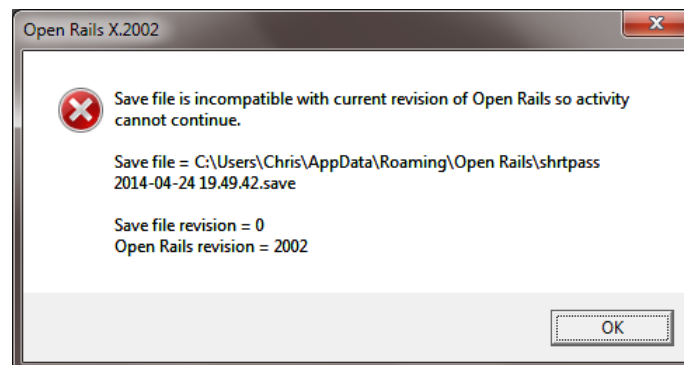 Open Rails X.2002
Save file is incompatible with current revision of Open Rails so activity
cannot continue.
Save file = C:\Users\Chris\AppData\Roaming\Open Rails\shrtpass
2014-04-24 19.49.42.save
Save file revision = 0
Open Rails revision = 2002
OK